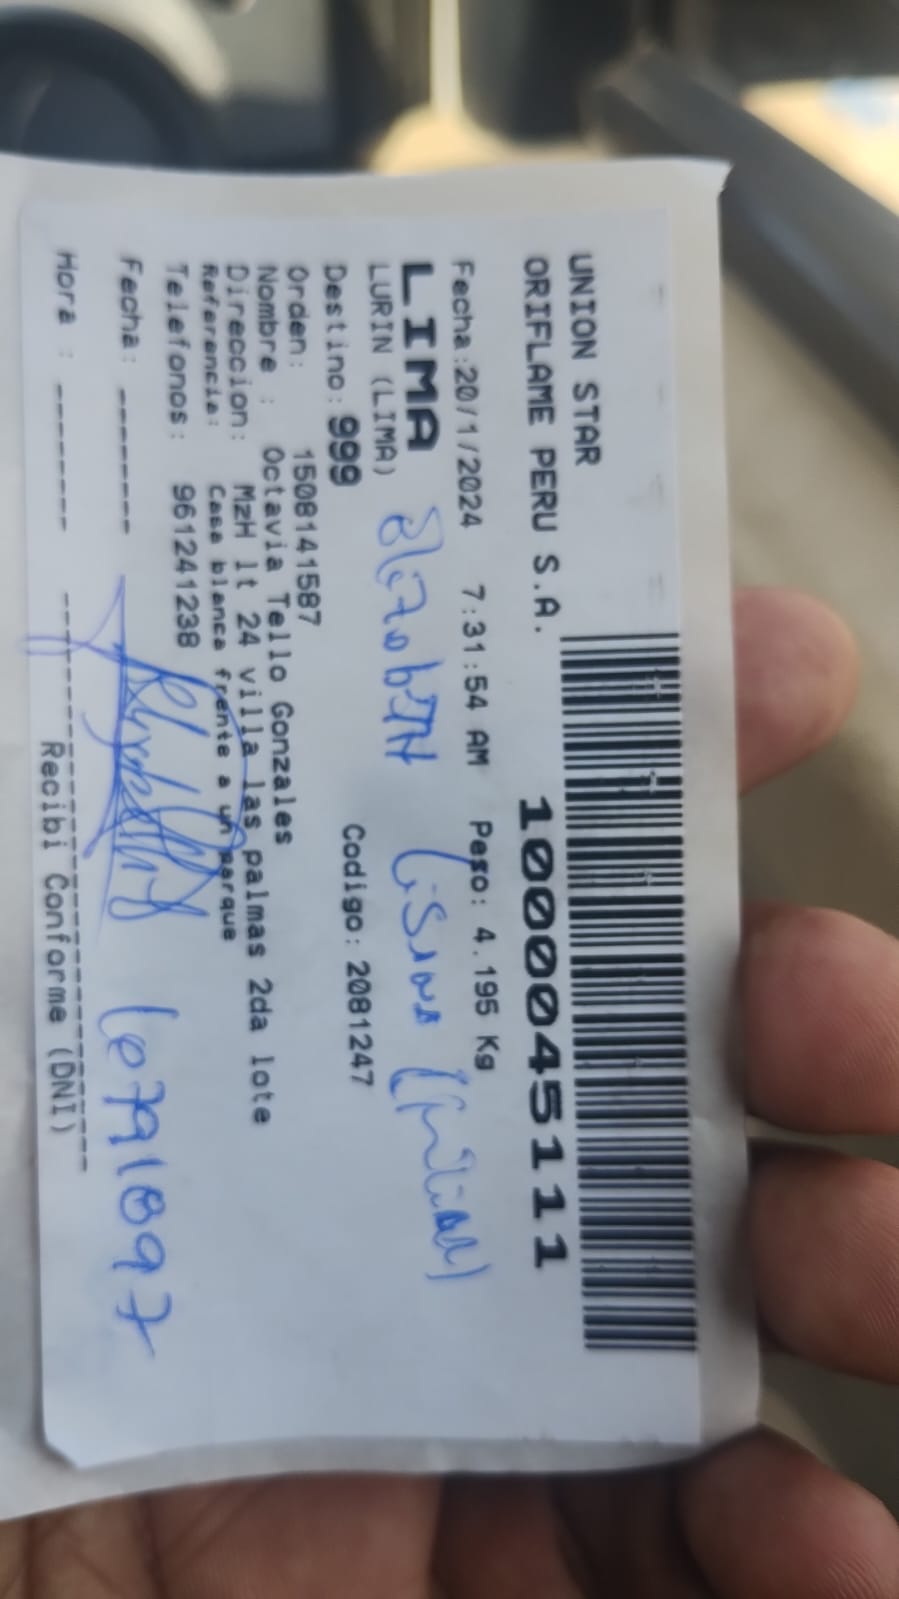 UNION STAR
ORIFLAME PERU S.A. 1000045111
Fecha:20/1/2024 7:31:54 AM Peso: 4.195 Kg
LIMA
LURIN (LIMA)
Destino: 999 Codigo: 2081247
Orden: 1508141587
Nombre : Octavia Tello Gonzales
Direccion: MzH lt 24 villa las palmas 2da lote
Referencia: Casa blanca frente a un parque
Telefonos: 961241238
Fecha: ------ 10791897
Hora : ------
Recibi Conforme (DNI)